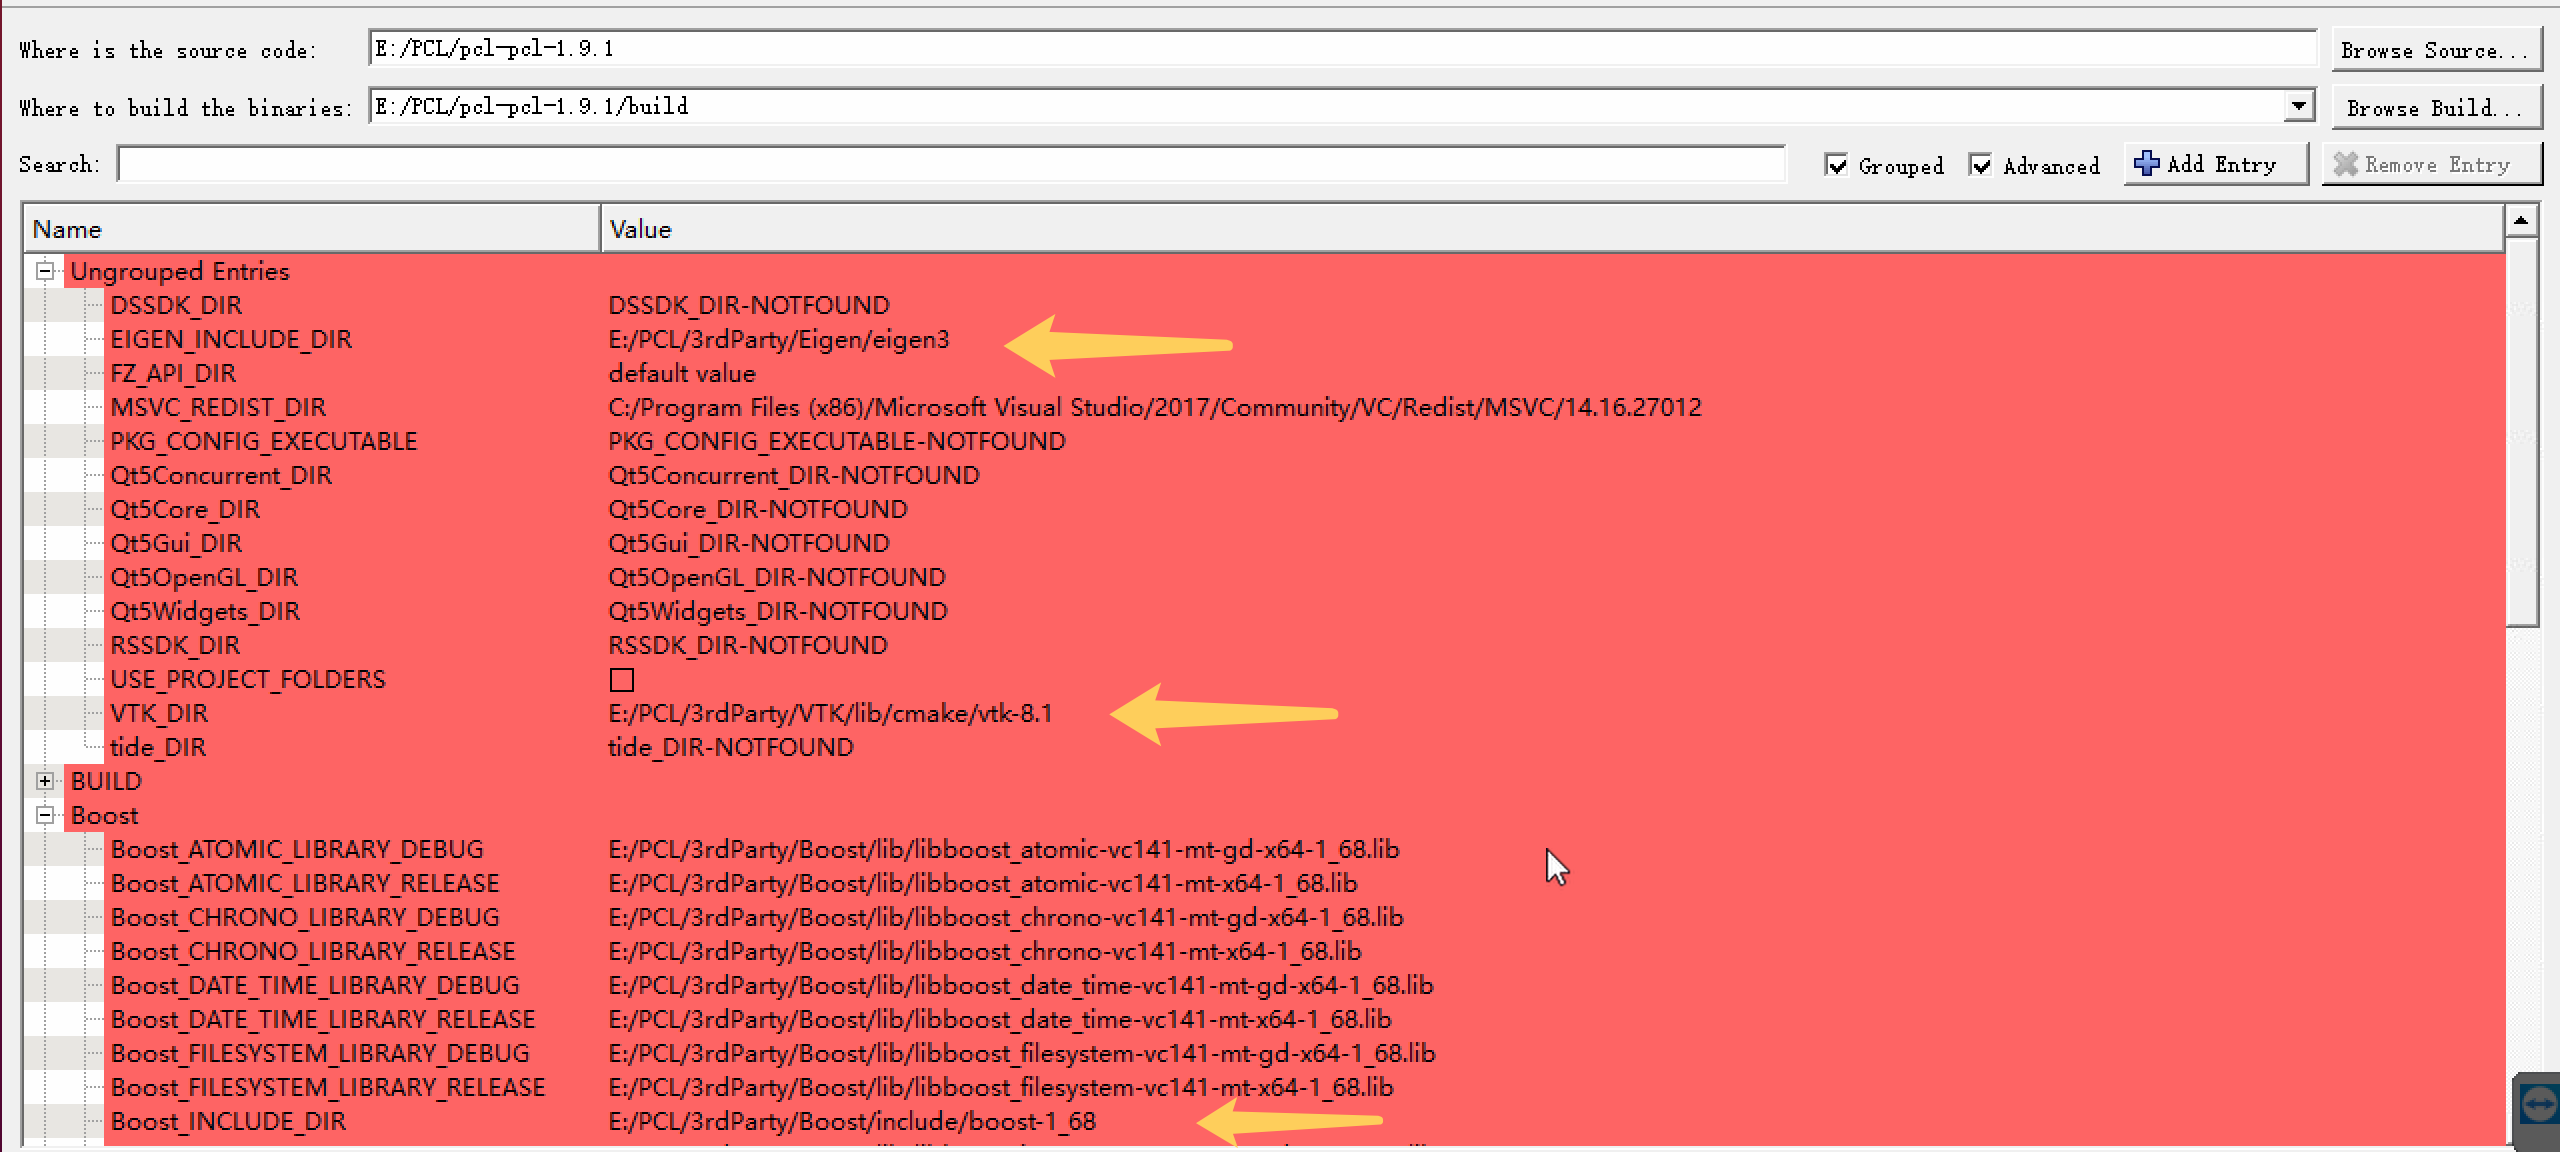 Where is the source code: E:/PCL/pcl-pcl-1.9.1 Browse Source...
Where to build the binaries: E:/PCL/pcl-pcl-1.9.1/build Browse Build...
Search: Grouped Advanced Add Entry Remove Entry
Name Value
Ungrouped Entries
DSSDK_DIR DSSDK_DIR-NOTFOUND
EIGEN_INCLUDE_DIR E:/PCL/3rdParty/Eigen/eigen3
FZ_API_DIR default value
MSVC_REDIST_DIR C:/Program Files (x86)/Microsoft Visual Studio/2017/Community/VC/Redist/MSVC/14.16.27012
PKG_CONFIG_EXECUTABLE PKG_CONFIG_EXECUTABLE-NOTFOUND
Qt5Concurrent_DIR Qt5Concurrent_DIR-NOTFOUND
Qt5Core_DIR Qt5Core_DIR-NOTFOUND
Qt5Gui_DIR Qt5Gui_DIR-NOTFOUND
Qt5OpenGL_DIR Qt5OpenGL_DIR-NOTFOUND
Qt5Widgets_DIR Qt5Widgets_DIR-NOTFOUND
RSSDK_DIR RSSDK_DIR-NOTFOUND
USE_PROJECT_FOLDERS
VTK_DIR E:/PCL/3rdParty/VTK/lib/cmake/vtk-8.1
tide_DIR tide_DIR-NOTFOUND
BUILD
Boost
Boost_ATOMIC_LIBRARY_DEBUG E:/PCL/3rdParty/Boost/lib/libboost_atomic-vc141-mt-gd-x64-1_68.lib
Boost_ATOMIC_LIBRARY_RELEASE E:/PCL/3rdParty/Boost/lib/libboost_atomic-vc141-mt-x64-1_68.lib
Boost_CHRONO_LIBRARY_DEBUG E:/PCL/3rdParty/Boost/lib/libboost_chrono-vc141-mt-gd-x64-1_68.lib
Boost_CHRONO_LIBRARY_RELEASE E:/PCL/3rdParty/Boost/lib/libboost_chrono-vc141-mt-x64-1_68.lib
Boost_DATE_TIME_LIBRARY_DEBUG E:/PCL/3rdParty/Boost/lib/libboost_date_time-vc141-mt-gd-x64-1_68.lib
Boost_DATE_TIME_LIBRARY_RELEASE E:/PCL/3rdParty/Boost/lib/libboost_date_time-vc141-mt-x64-1_68.lib
Boost_FILESYSTEM_LIBRARY_DEBUG E:/PCL/3rdParty/Boost/lib/libboost_filesystem-vc141-mt-gd-x64-1_68.lib
Boost_FILESYSTEM_LIBRARY_RELEASE E:/PCL/3rdParty/Boost/lib/libboost_filesystem-vc141-mt-x64-1_68.lib
Boost_INCLUDE_DIR E:/PCL/3rdParty/Boost/include/boost-1_68